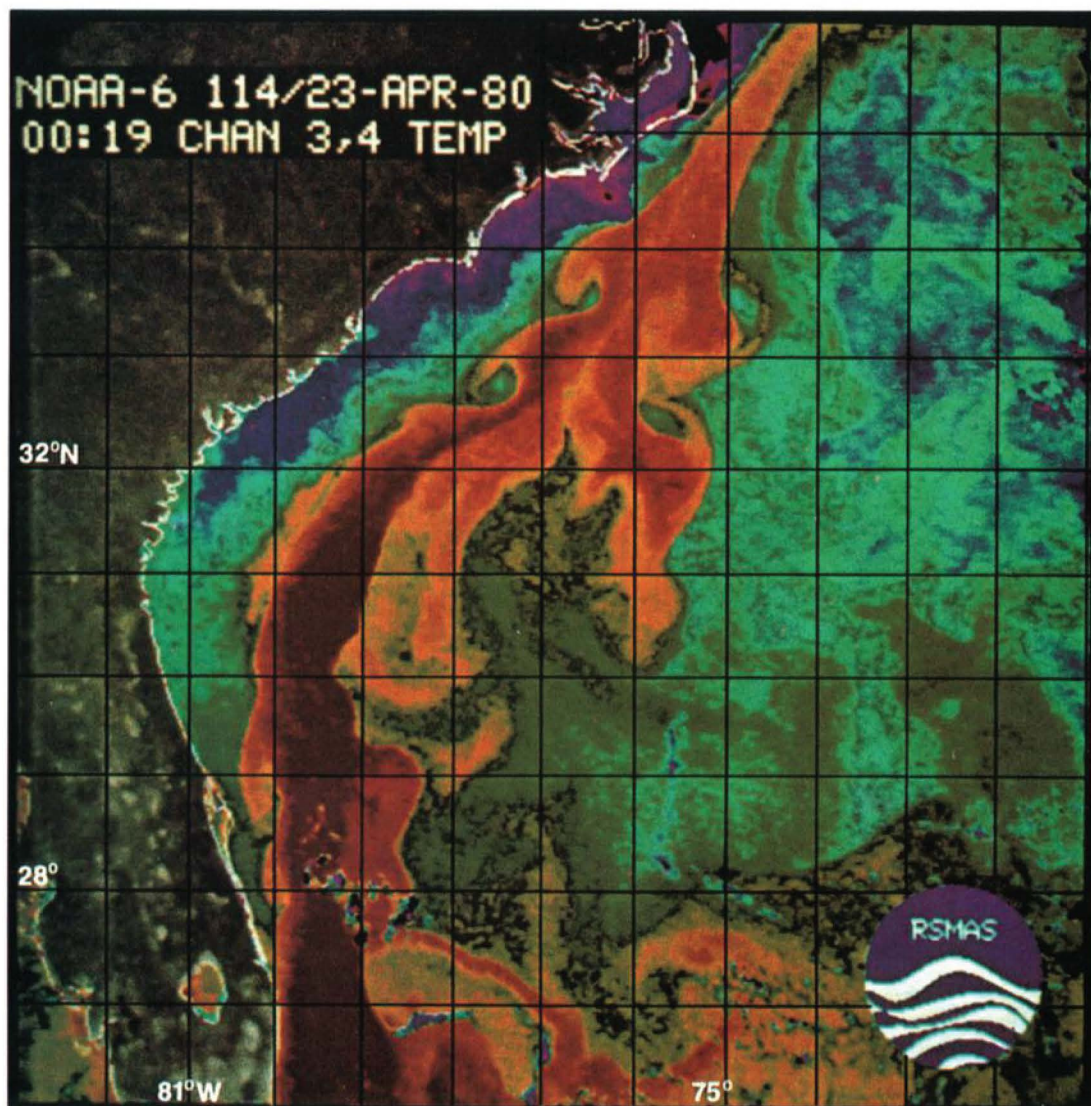 NOAA-6 114/23-APR-80
00:19 CHAN 3,4 TEMP
32°N
28°
RSMAS
81°W
75°